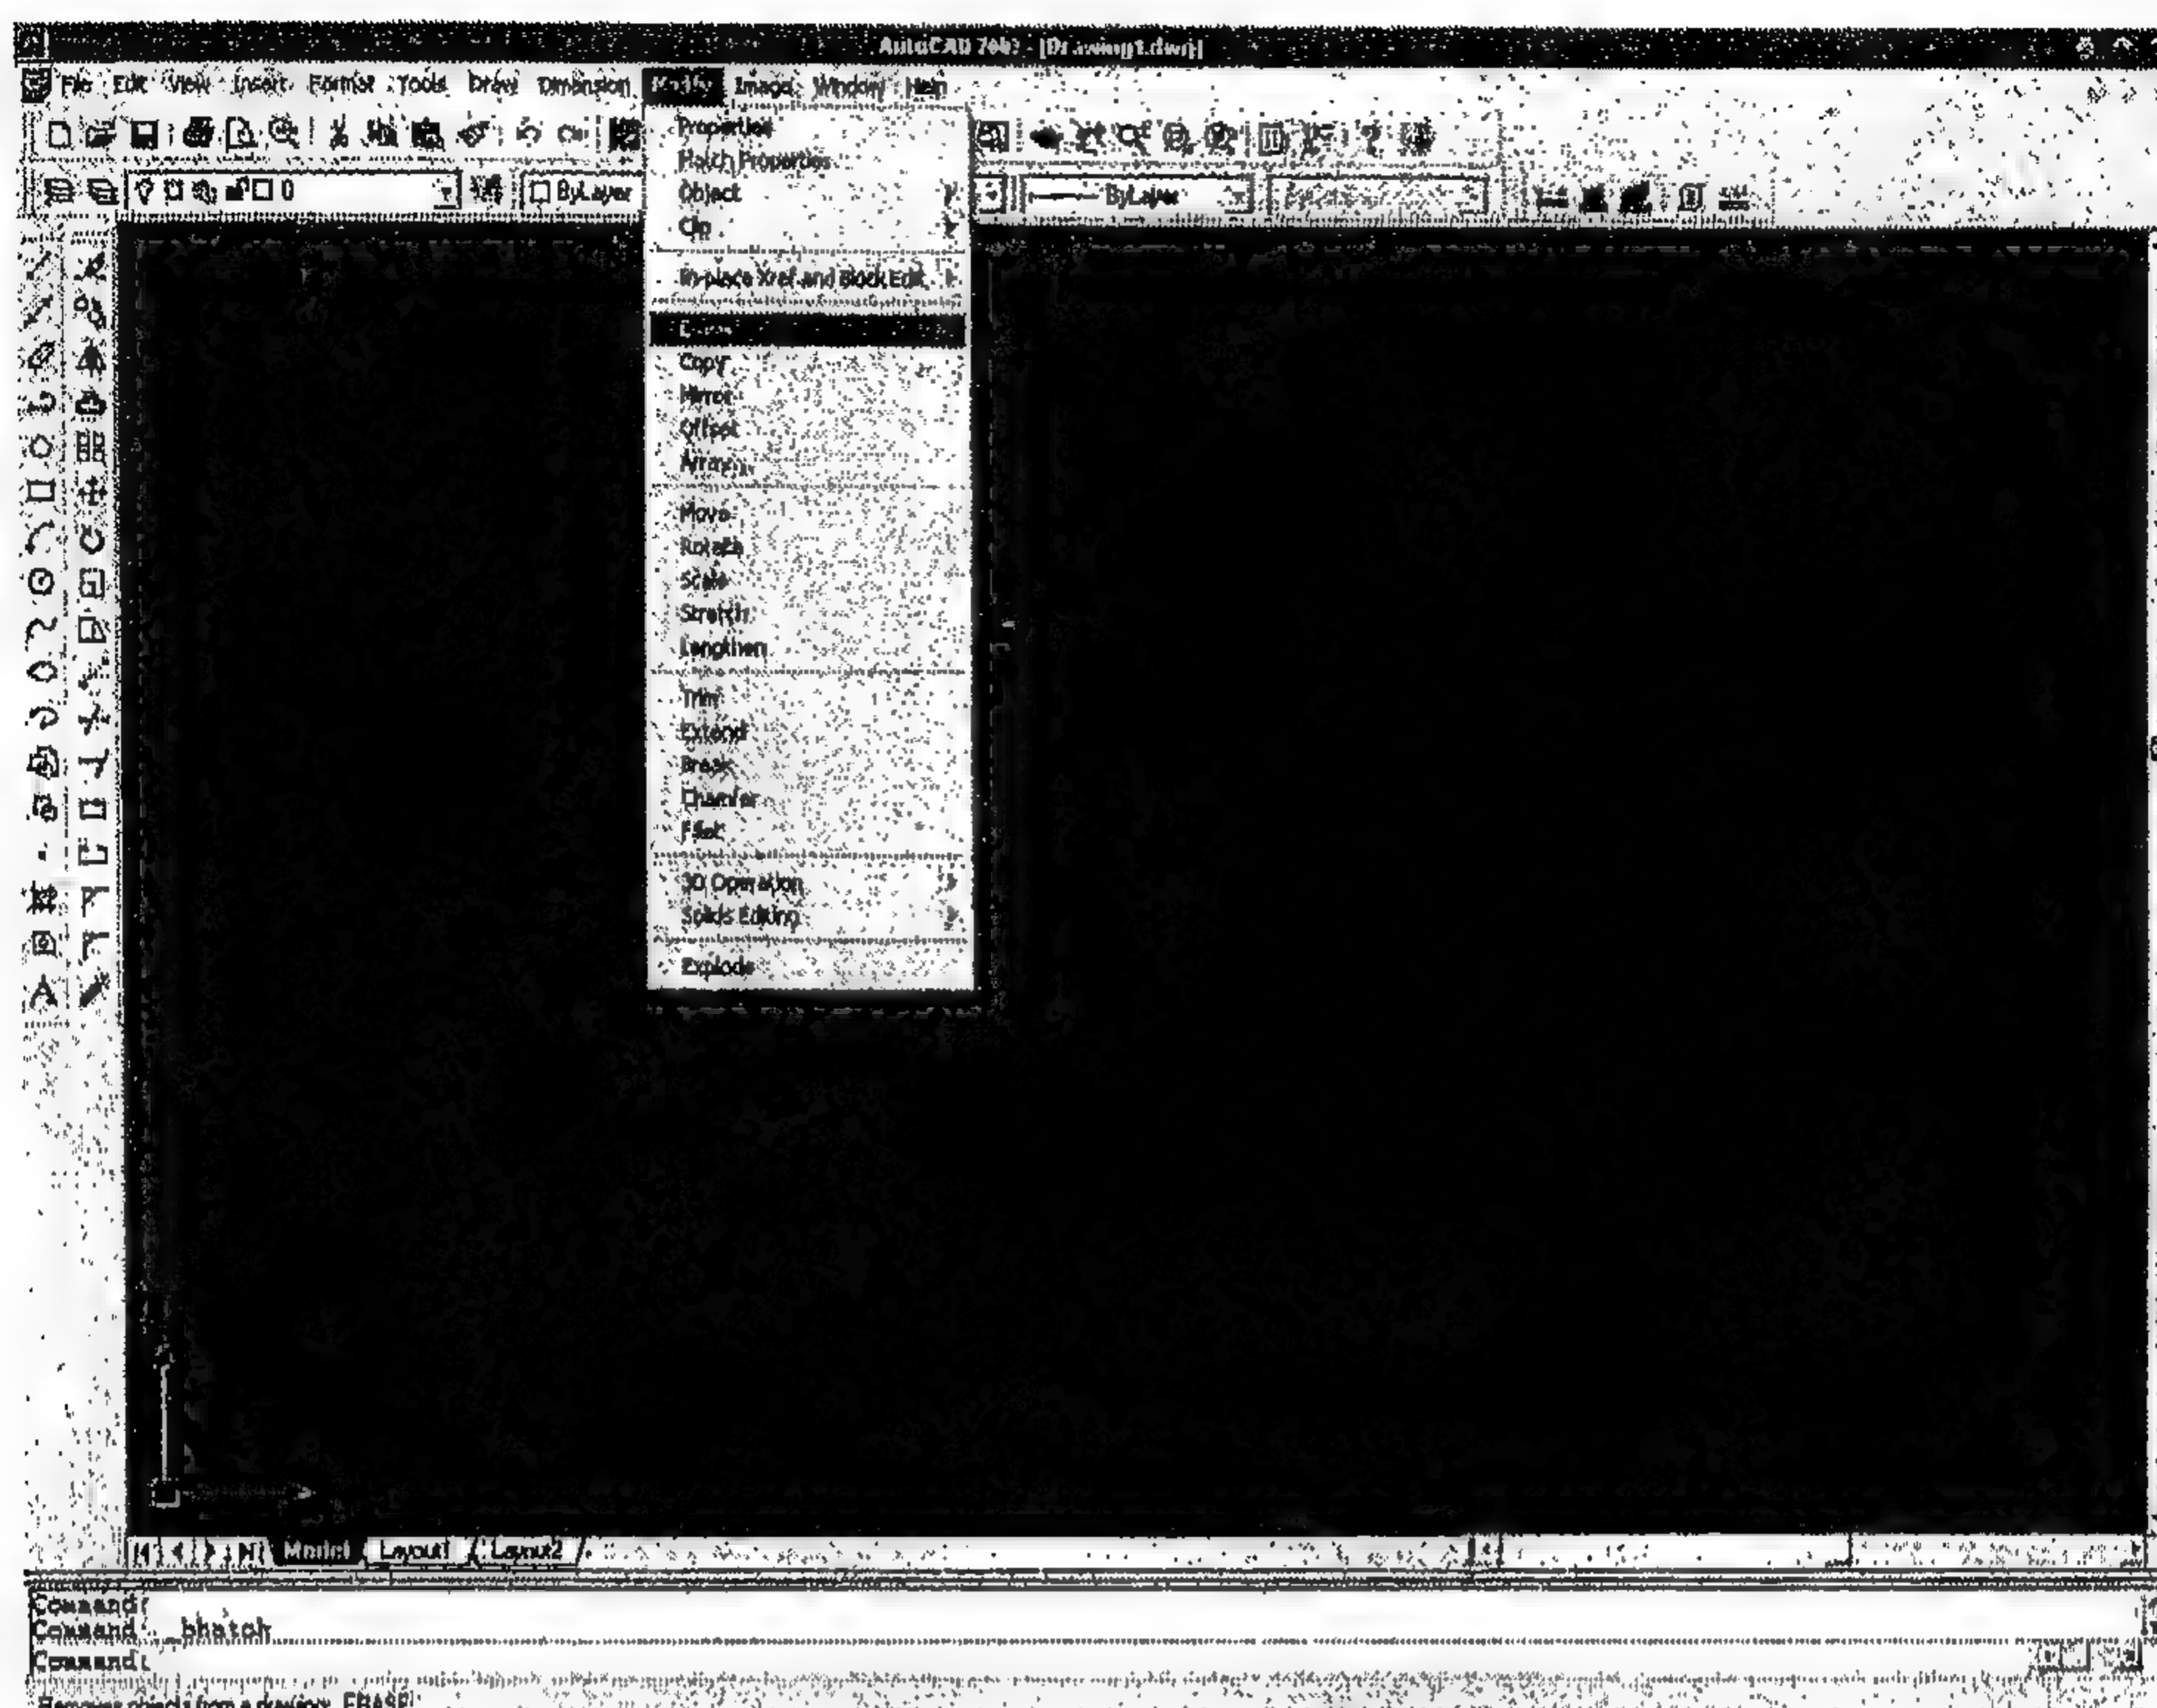 AutoCAD [Drawing1.dwg]
File Edit View Insert Format Tools Draw Dimension Modify Image Window Help
Properties
Hatch Properties
Object
0 ByLayer ByLayer
Clip
In-place Xref and Block Edit
Erase
Copy
Mirror
Offset
Array...
Move
Rotate
Scale
Stretch
Lengthen
Trim
Extend
Break
Chamfer
Fillet
3D Operation
Solids Editing
Explode
Model Layout1 Layout2
Command:
Command: _bhatch
Command:
Removes objects from a drawing: ERASE